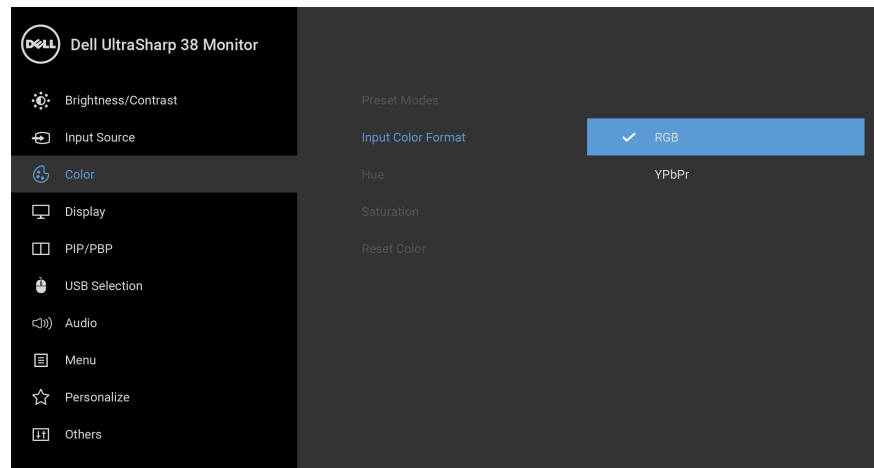 DELL Dell UltraSharp 38 Monitor
Brightness/Contrast
Preset Modes
Input Source
Input Color Format
RGB
Color
Hue
YPbPr
Display
Saturation
PIP/PBP
Reset Color
USB Selection
Audio
Menu
Personalize
Others